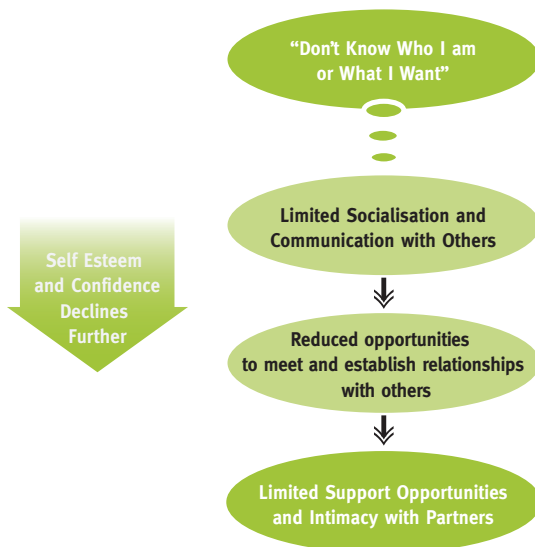 “Don’t Know Who I am
or What I Want”
Limited Socialisation and
Communication with Others
Self Esteem
and Confidence
Declines
Further
Reduced opportunities
to meet and establish relationships
with others
Limited Support Opportunities
and Intimacy with Partners